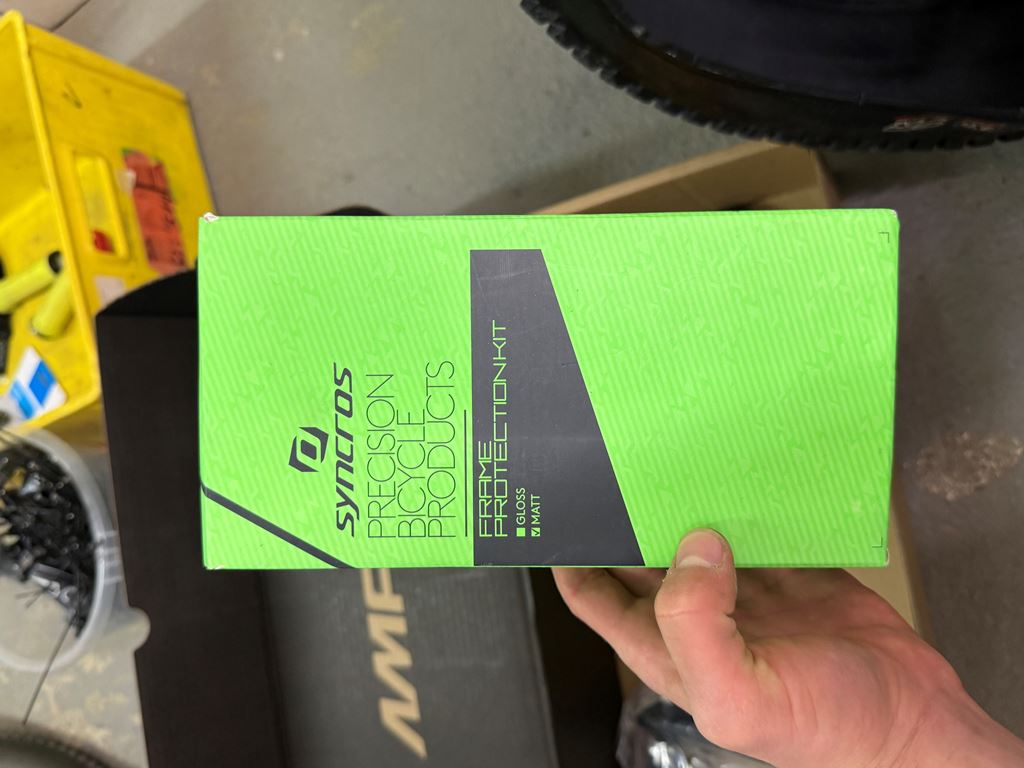 syncros
PRECISION
BICYCLE
PRODUCTS
FRAME
PROTECTION KIT
GLOSS
MATT